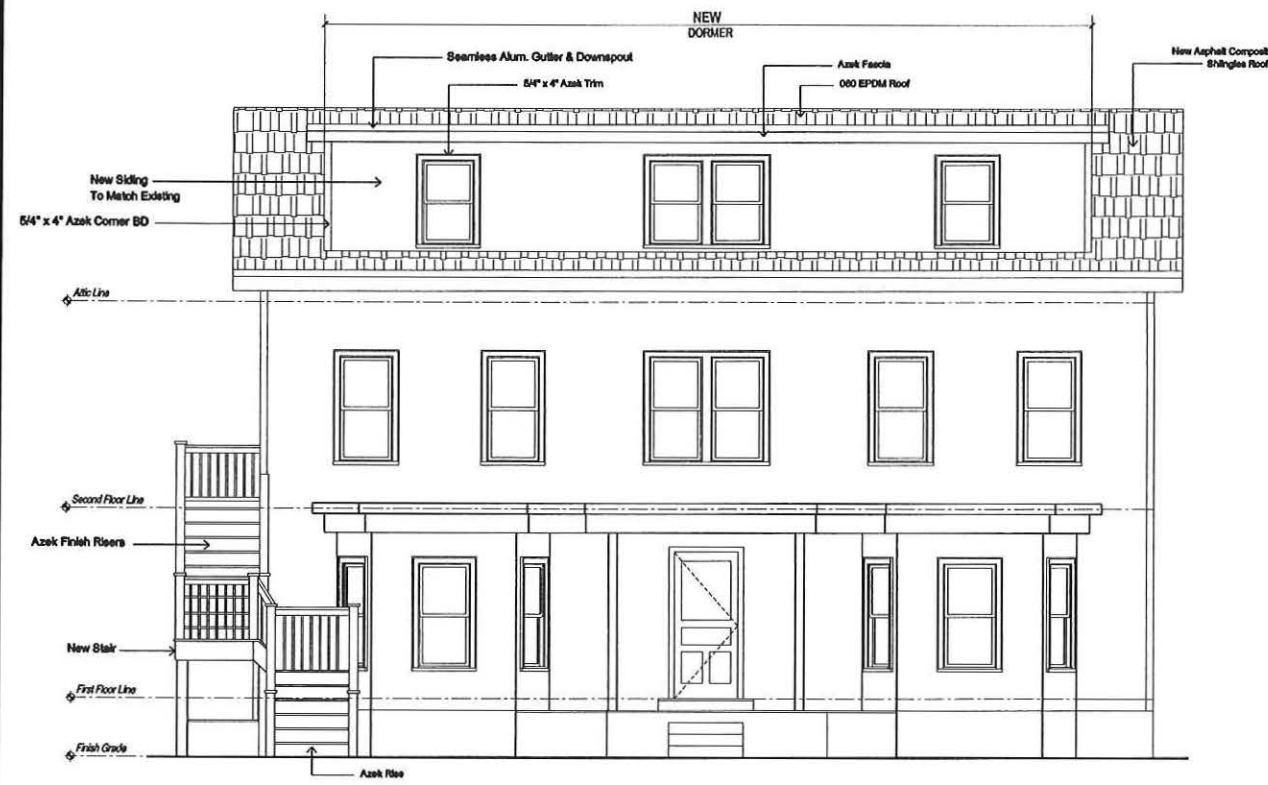 NEW
DORMER
Seamless Alum. Gutter & Downspout
Azek Fascia
New Asphalt Composit
Shingles Roof
5/4" x 4" Azek Trim
060 EPDM Roof
New Siding
To Match Existing
5/4" x 4" Azek Corner BD
Attic Line
Second Floor Line
Azek Finish Risers
New Stair
First Floor Line
Finish Grade
Azek Rise